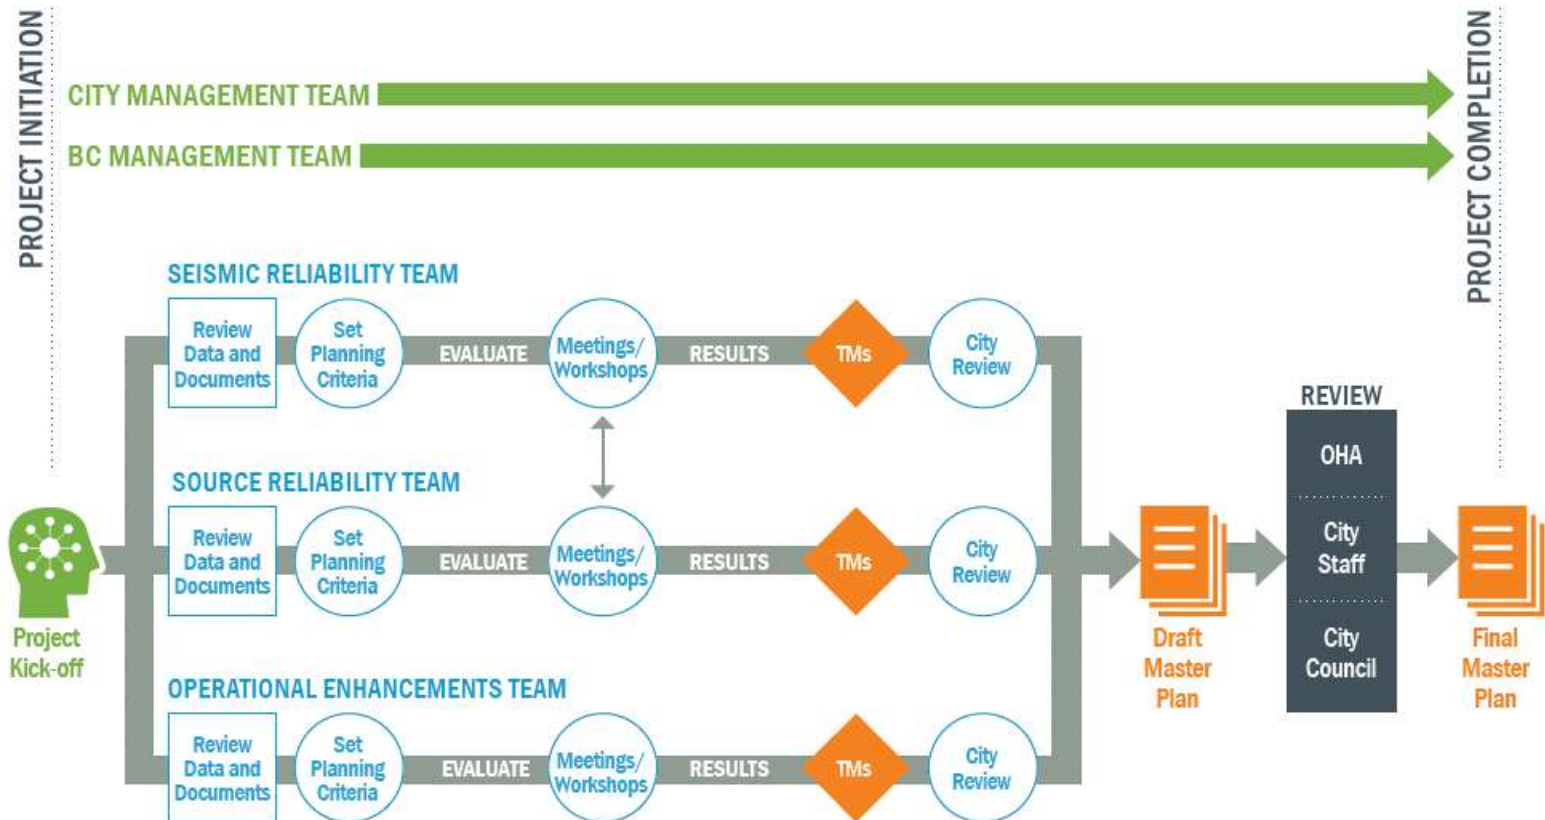 PROJECT INITIATION
CITY MANAGEMENT TEAM
BC MANAGEMENT TEAM
PROJECT COMPLETION
SEISMIC RELIABILITY TEAM
Review
Data and
Documents
Set
Planning
Criteria
EVALUATE
Meetings/
Workshops
RESULTS
TMs
City
Review
SOURCE RELIABILITY TEAM
Review
Data and
Documents
Set
Planning
Criteria
EVALUATE
Meetings/
Workshops
RESULTS
TMs
City
Review
OPERATIONAL ENHANCEMENTS TEAM
Review
Data and
Documents
Set
Planning
Criteria
EVALUATE
Meetings/
Workshops
RESULTS
TMs
City
Review
Project
Kick-off
Draft
Master
Plan
REVIEW
OHA
City
Staff
City
Council
Final
Master
Plan